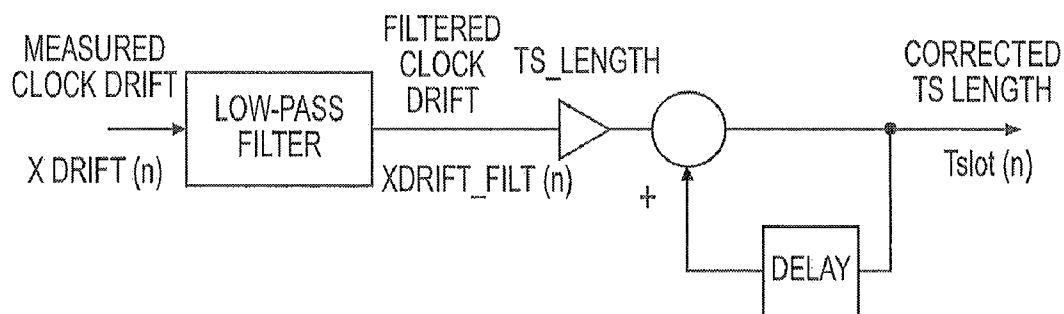 MEASURED
CLOCK DRIFT
X DRIFT (n)
LOW-PASS
FILTER
FILTERED
CLOCK
DRIFT
XDRIFT_FILT (n)
TS_LENGTH
+
DELAY
CORRECTED
TS LENGTH
Tslot (n)